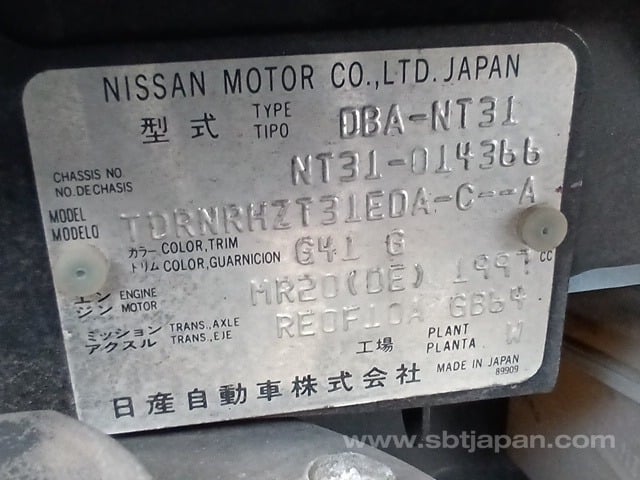 NISSAN MOTOR CO.,LTD. JAPAN
型式 TYPE TIPO DBA-NT31
CHASSIS NO. NO.DECHASIS NT31-014366
MODEL MODELO TDRNRHZT31EDA-C--A
カラー COLOR,TRIM トリム COLOR,GUARNICION G41 G
エンジン ENGINE MOTOR MR20(DE) 1997 CC
ミッション アクスル TRANS.,AXLE TRANS.,EJE RE0F10A GB64
工場 PLANT PLANTA W
MADE IN JAPAN
89909
日産自動車株式会社
www.sbtjapan.com